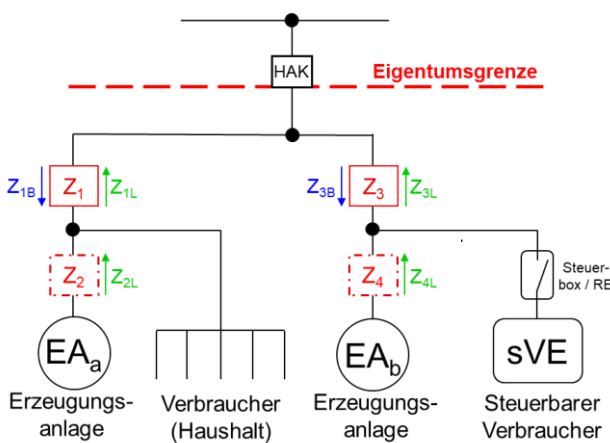 HAK
Eigentumsgrenze
Z1B
Z1
Z1L
Z3B
Z3
Z3L
Z2
Z2L
Z4
Z4L
Steuer-
box / RE
EAa
EAb
sVE
Erzeugungs-
anlage
Verbraucher
(Haushalt)
Erzeugungs-
anlage
Steuerbarer
Verbraucher